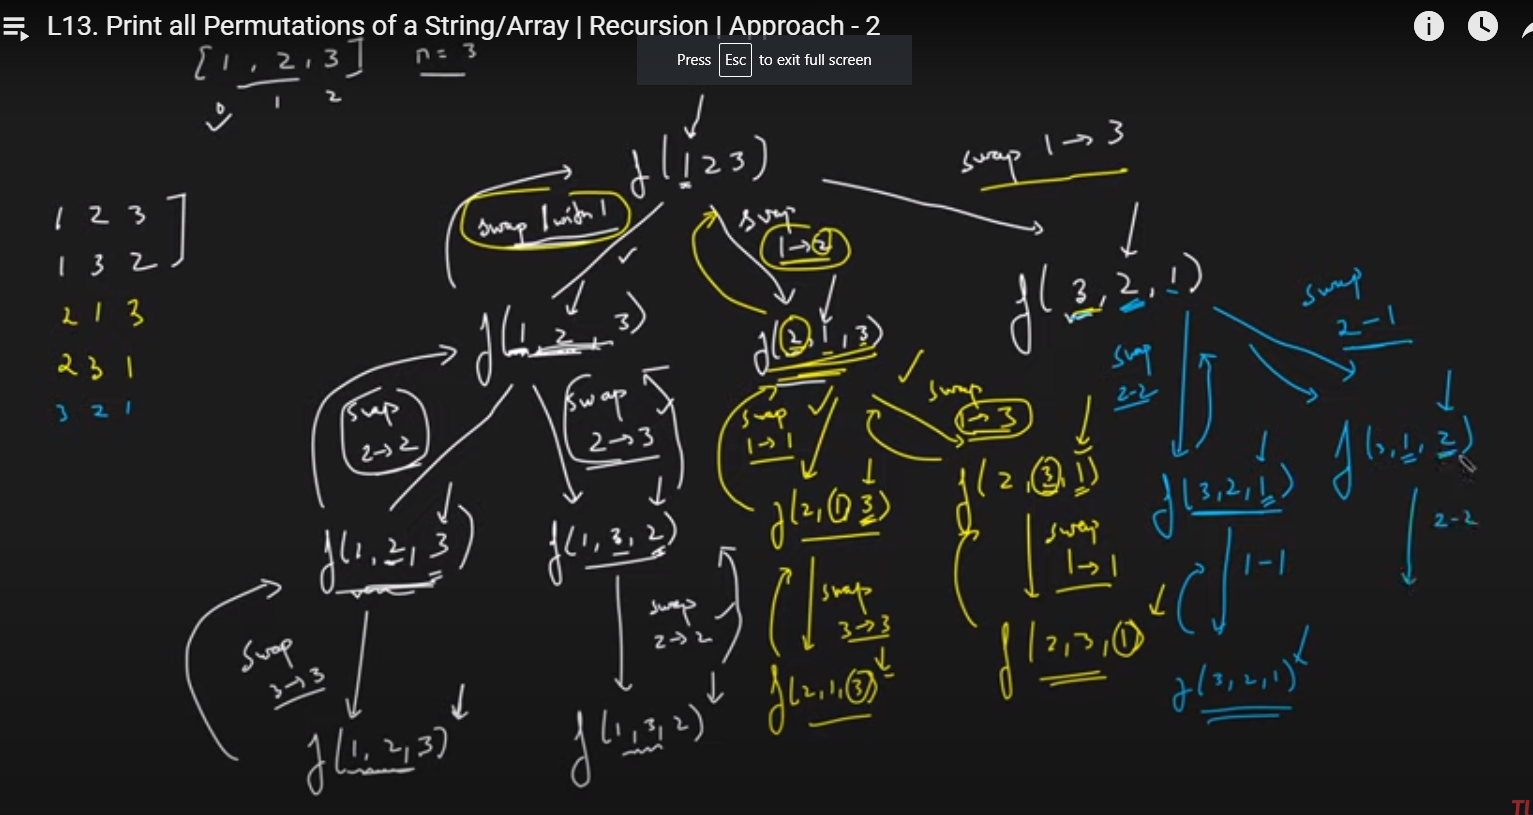 L13. Print all Permutations of a String/Array | Recursion | Approach - 2
Press Esc to exit full screen
[1, 2, 3] n = 3
0 1 2
f(1 2 3)
swap 1 → 3
swap 1 with 1
swap
1 → 2
1 2 3
1 3 2
2 1 3
2 3 1
3 2 1
f(1, 2, 3)
f(2, 1, 3)
f(3, 2, 1)
swap
2 - 1
swap
2 → 2
swap
2 → 3
swap
1 → 1
swap
1 → 3
swap
2-2
f(1, 2, 3)
f(1, 3, 2)
f(2, 1, 3)
f(2, 3, 1)
f(3, 2, 1)
f(3, 1, 2)
swap
3 → 3
swap
2 → 2
swap
3 → 3
swap
1 → 1
1 - 1
2-2
f(1, 2, 3)
f(1, 3, 2)
f(2, 1, 3)
f(2, 3, 1)
f(3, 2, 1)